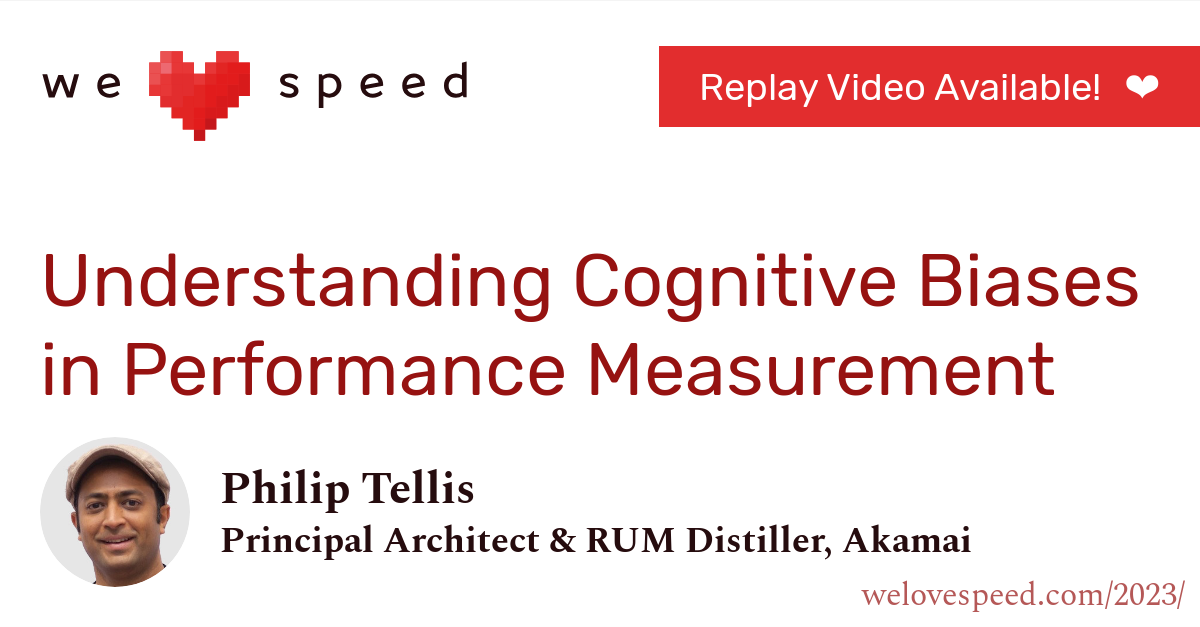 we ❤ speed
Replay Video Available! ❤
Understanding Cognitive Biases
in Performance Measurement
Philip Tellis
Principal Architect & RUM Distiller, Akamai
welovespeed.com/2023/